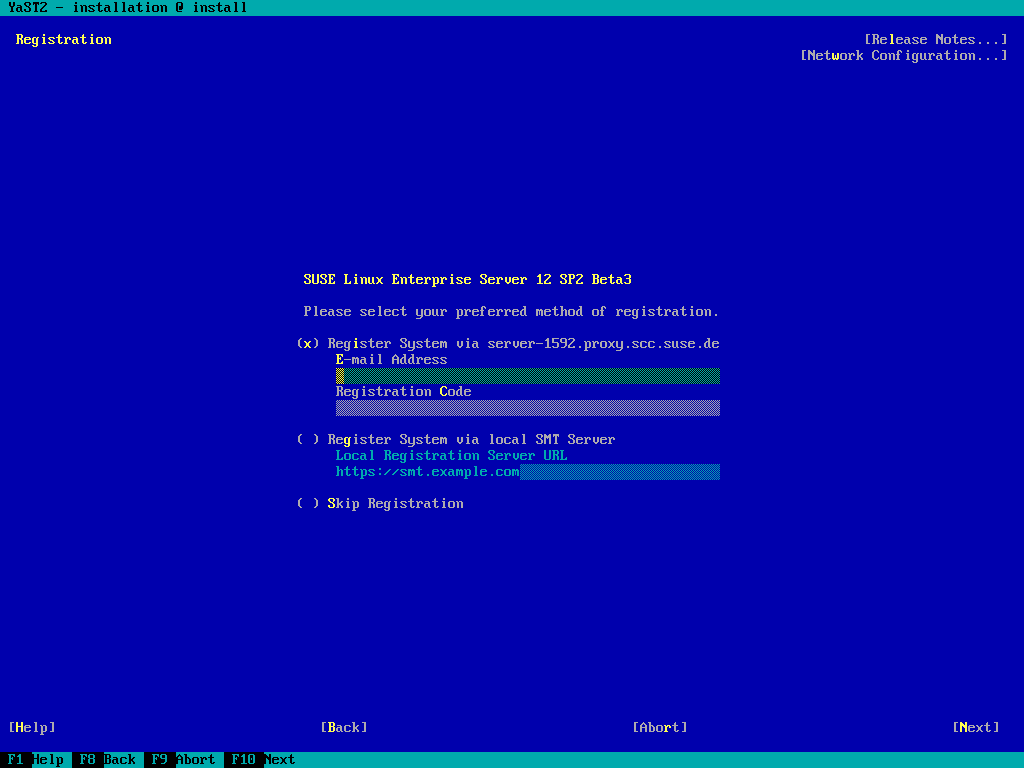 YaST2 - installation @ install
Registration
[Release Notes...]
[Network Configuration...]
SUSE Linux Enterprise Server 12 SP2 Beta3
Please select your preferred method of registration.
(x) Register System via server-1592.proxy.scc.suse.de
E-mail Address
Registration Code
( ) Register System via local SMT Server
Local Registration Server URL
https://smt.example.com
( ) Skip Registration
[Help] [Back] [Abort] [Next]
F1 Help F8 Back F9 Abort F10 Next